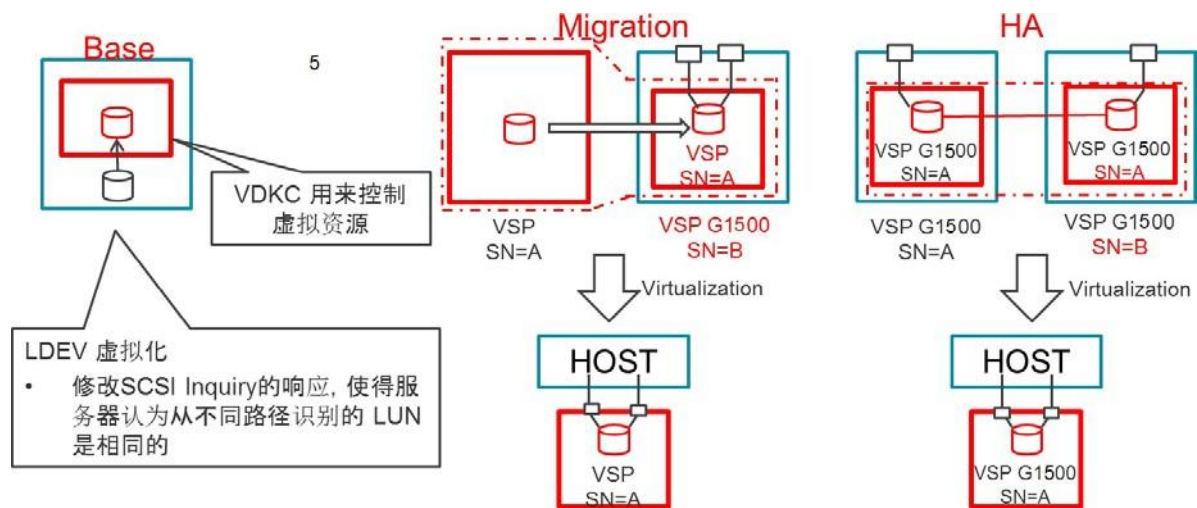 Base
5
VDKC 用来控制
虚拟资源
LDEV 虚拟化
• 修改SCSI Inquiry的响应, 使得服
务器认为从不同路径识别的 LUN
是相同的
Migration
VSP
SN=A
VSP
SN=A
VSP G1500
SN=B
Virtualization
HOST
VSP
SN=A
HA
VSP G1500
SN=A
VSP G1500
SN=A
VSP G1500
SN=A
VSP G1500
SN=B
Virtualization
HOST
VSP G1500
SN=A